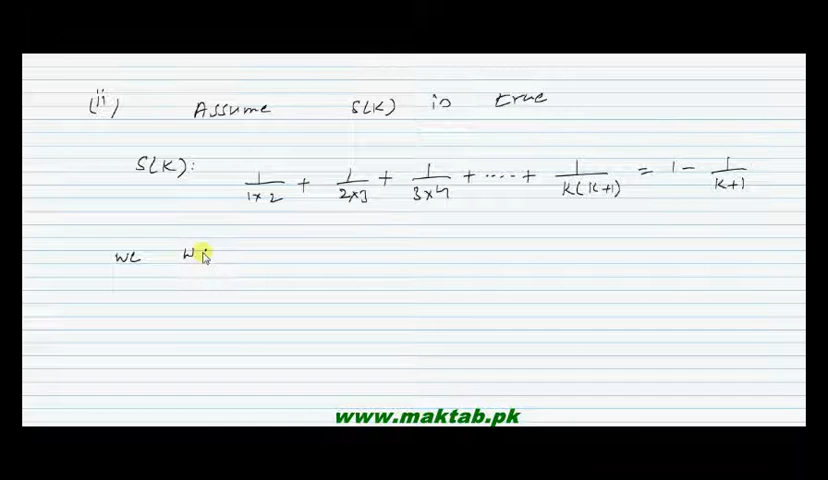 (ii) Assume S(K) is true
S(K): 1/1×2 + 1/2×3 + 1/3×4 + ....+ 1/K(K+1) = 1 - 1/K+1
we
www.maktab.pk